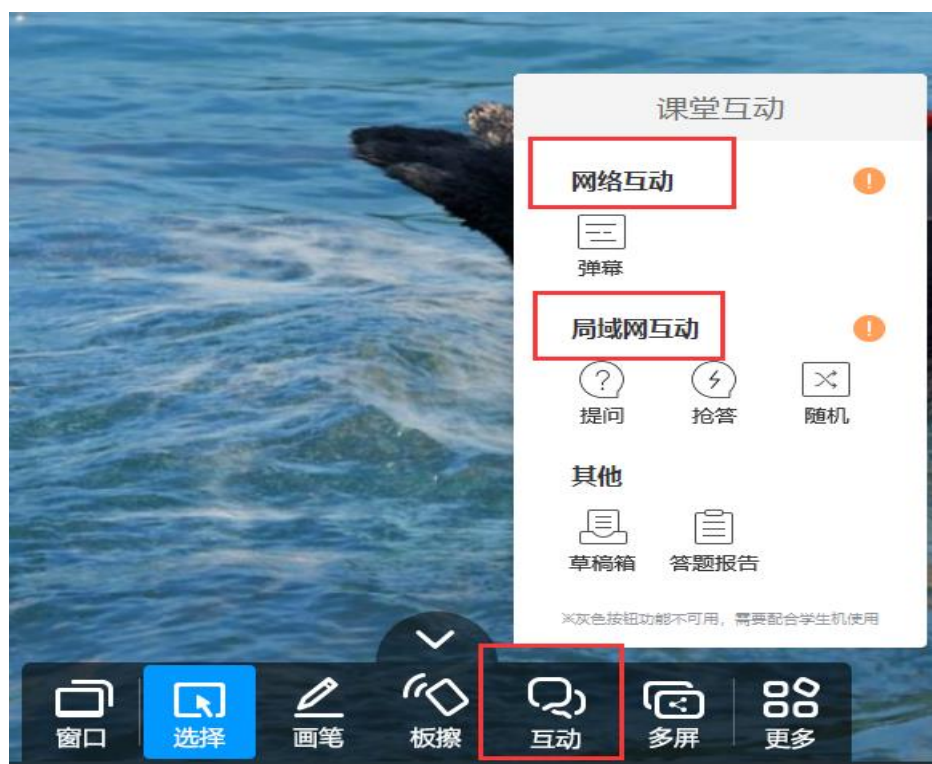 课堂互动
网络互动
弹幕
局域网互动
提问 抢答 随机
其他
草稿箱 答题报告
※灰色按钮功能不可用，需要配合学生机使用
窗口 选择 画笔 板擦 互动 多屏 更多